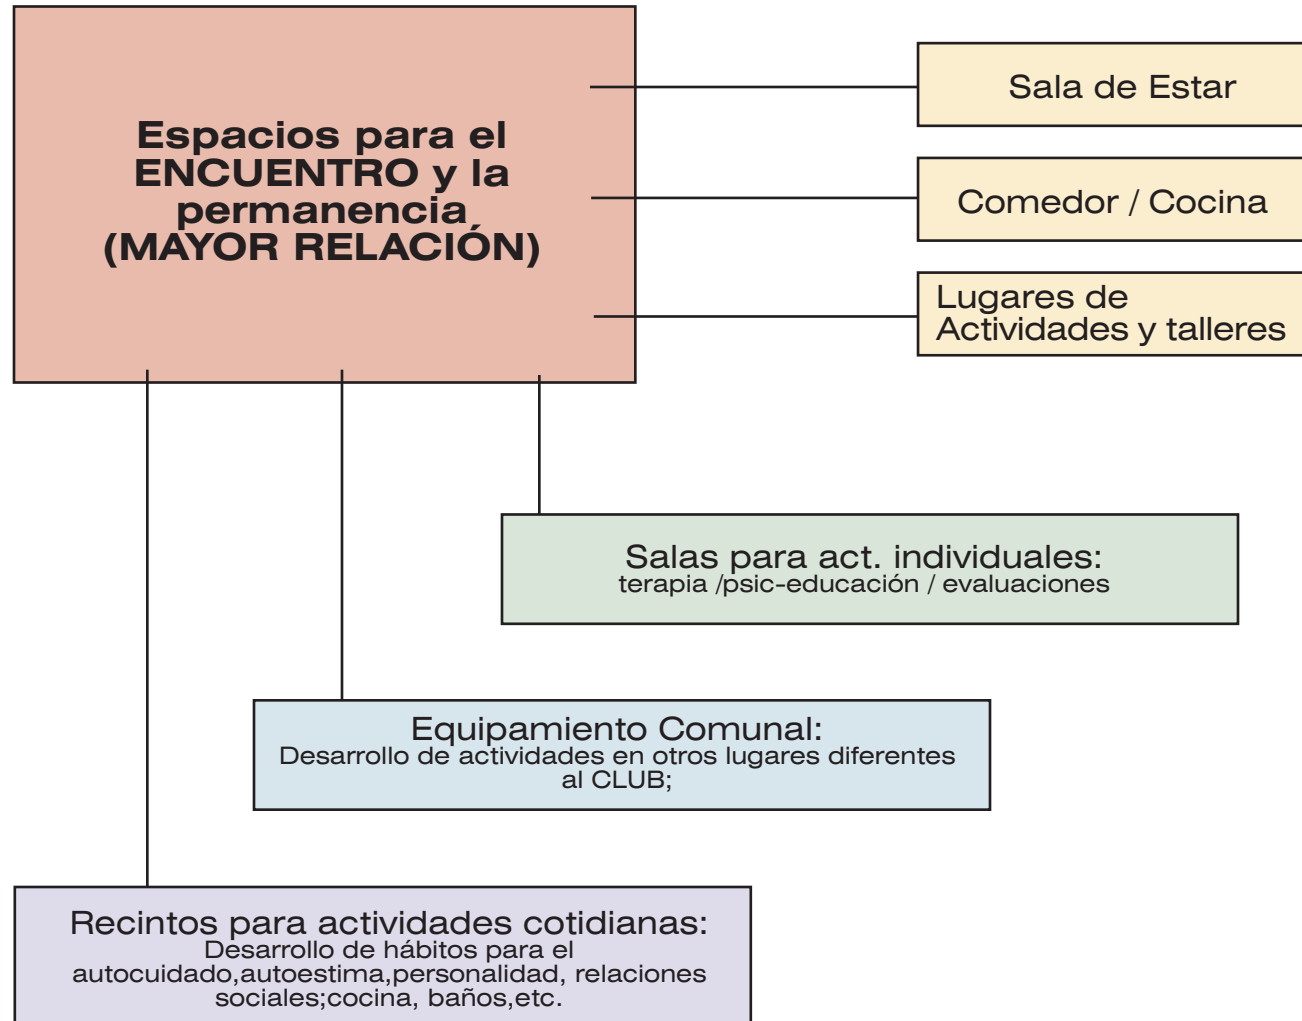 Espacios para el
ENCUENTRO y la
permanencia
(MAYOR RELACIÓN)
Sala de Estar
Comedor / Cocina
Lugares de
Actividades y talleres
Salas para act. individuales:
terapia /psic-educación / evaluaciones
Equipamiento Comunal:
Desarrollo de actividades en otros lugares diferentes
al CLUB;
Recintos para actividades cotidianas:
Desarrollo de hábitos para el
autocuidado,autoestima,personalidad, relaciones
sociales;cocina, baños,etc.